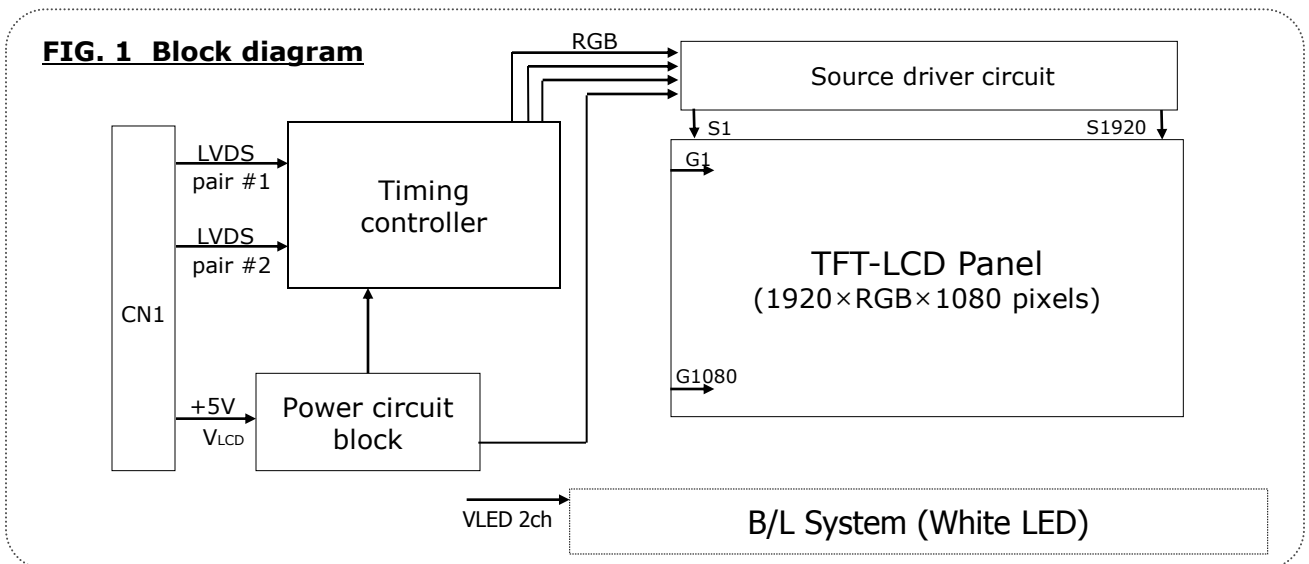 FIG. 1 Block diagram
RGB
Source driver circuit
S1
S1920
CN1
LVDS
pair #1
LVDS
pair #2
Timing
controller
G1
TFT-LCD Panel
(1920×RGB×1080 pixels)
G1080
+5V
VLCD
Power circuit
block
VLED 2ch
B/L System (White LED)